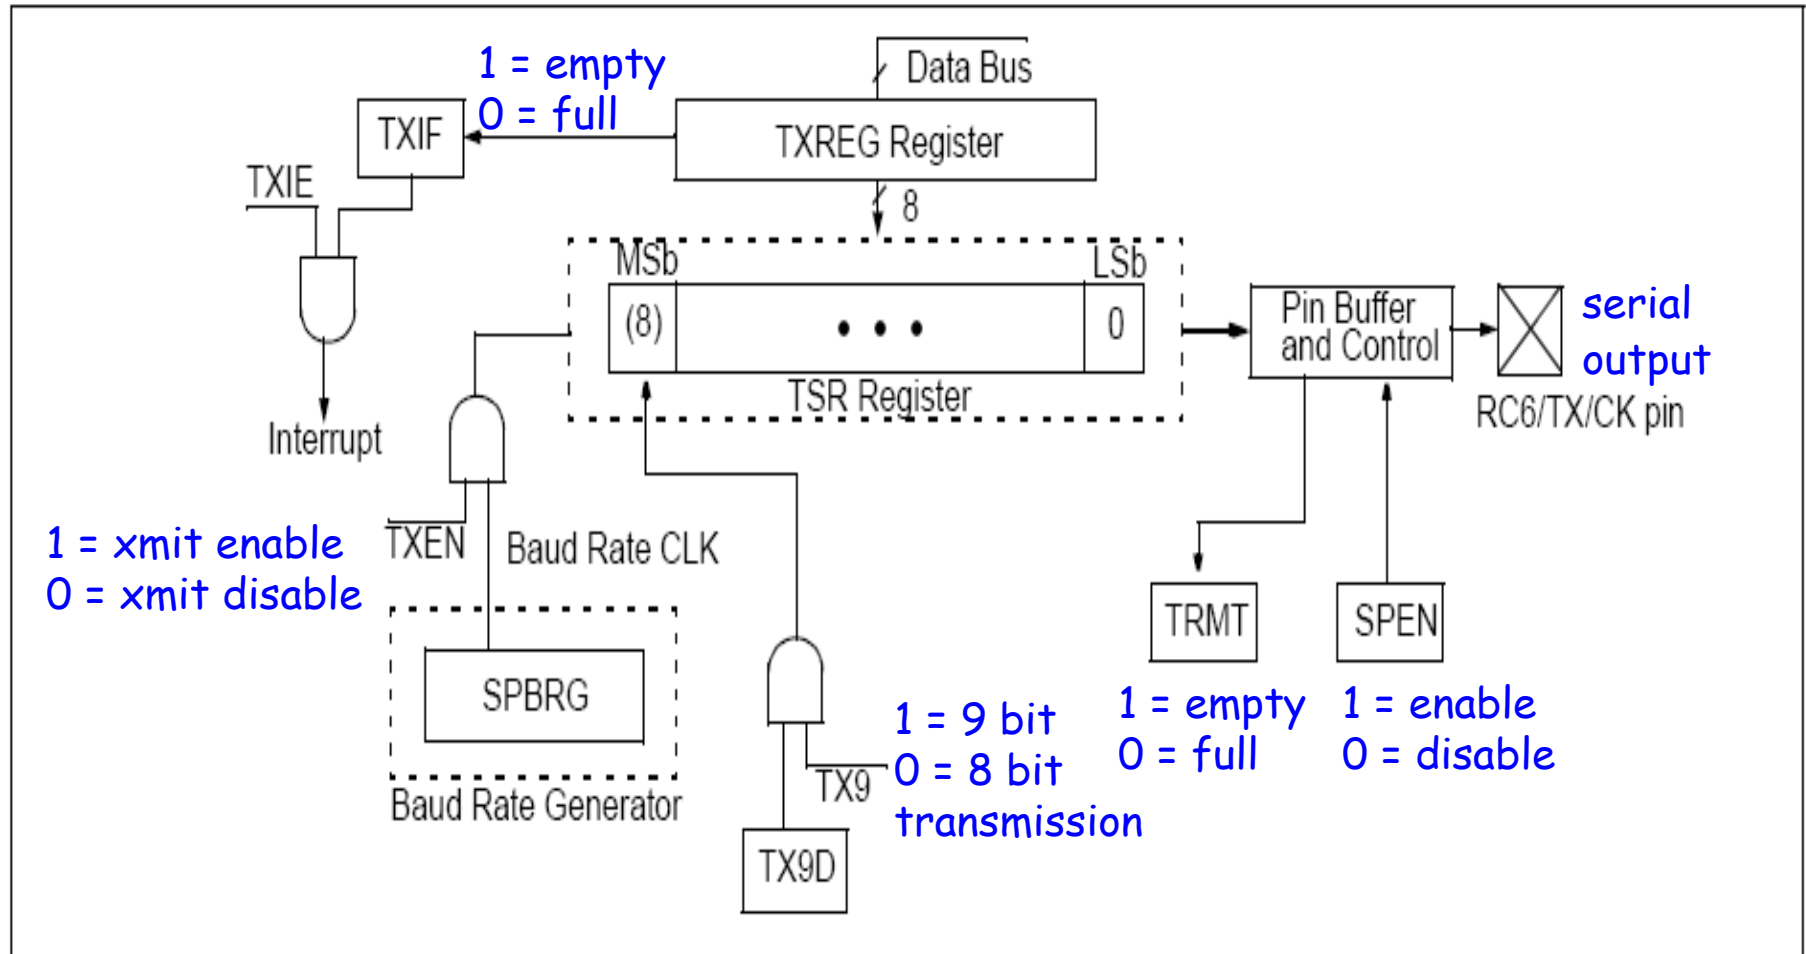 1 = empty
0 = full
Data Bus
TXIF
TXREG Register
TXIE
8
MSb
LSb
(8)
0
TSR Register
Pin Buffer
and Control
serial
output
RC6/TX/CK pin
Interrupt
TXEN
1 = xmit enable
0 = xmit disable
Baud Rate CLK
SPBRG
Baud Rate Generator
TRMT
SPEN
1 = empty
0 = full
1 = enable
0 = disable
1 = 9 bit
0 = 8 bit
transmission
TX9
TX9D